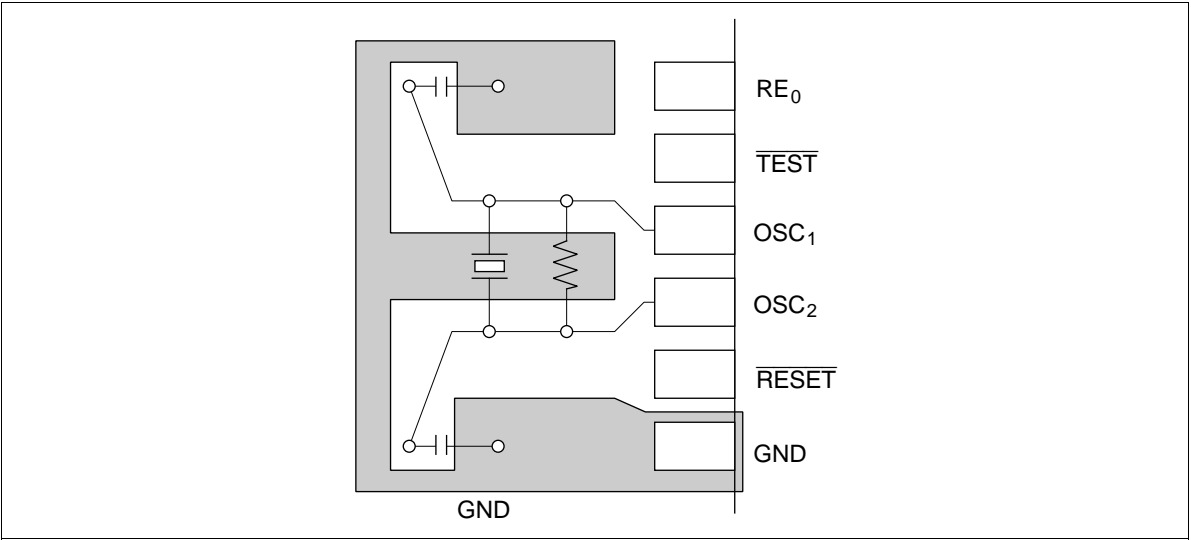 RE0
TEST
OSC1
OSC2
RESET
GND
GND